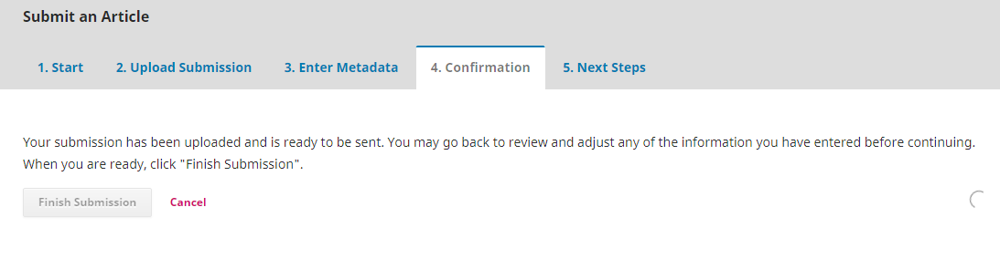 Submit an Article
1. Start 2. Upload Submission 3. Enter Metadata 4. Confirmation 5. Next Steps
Your submission has been uploaded and is ready to be sent. You may go back to review and adjust any of the information you have entered before continuing.
When you are ready, click "Finish Submission".
Finish Submission Cancel